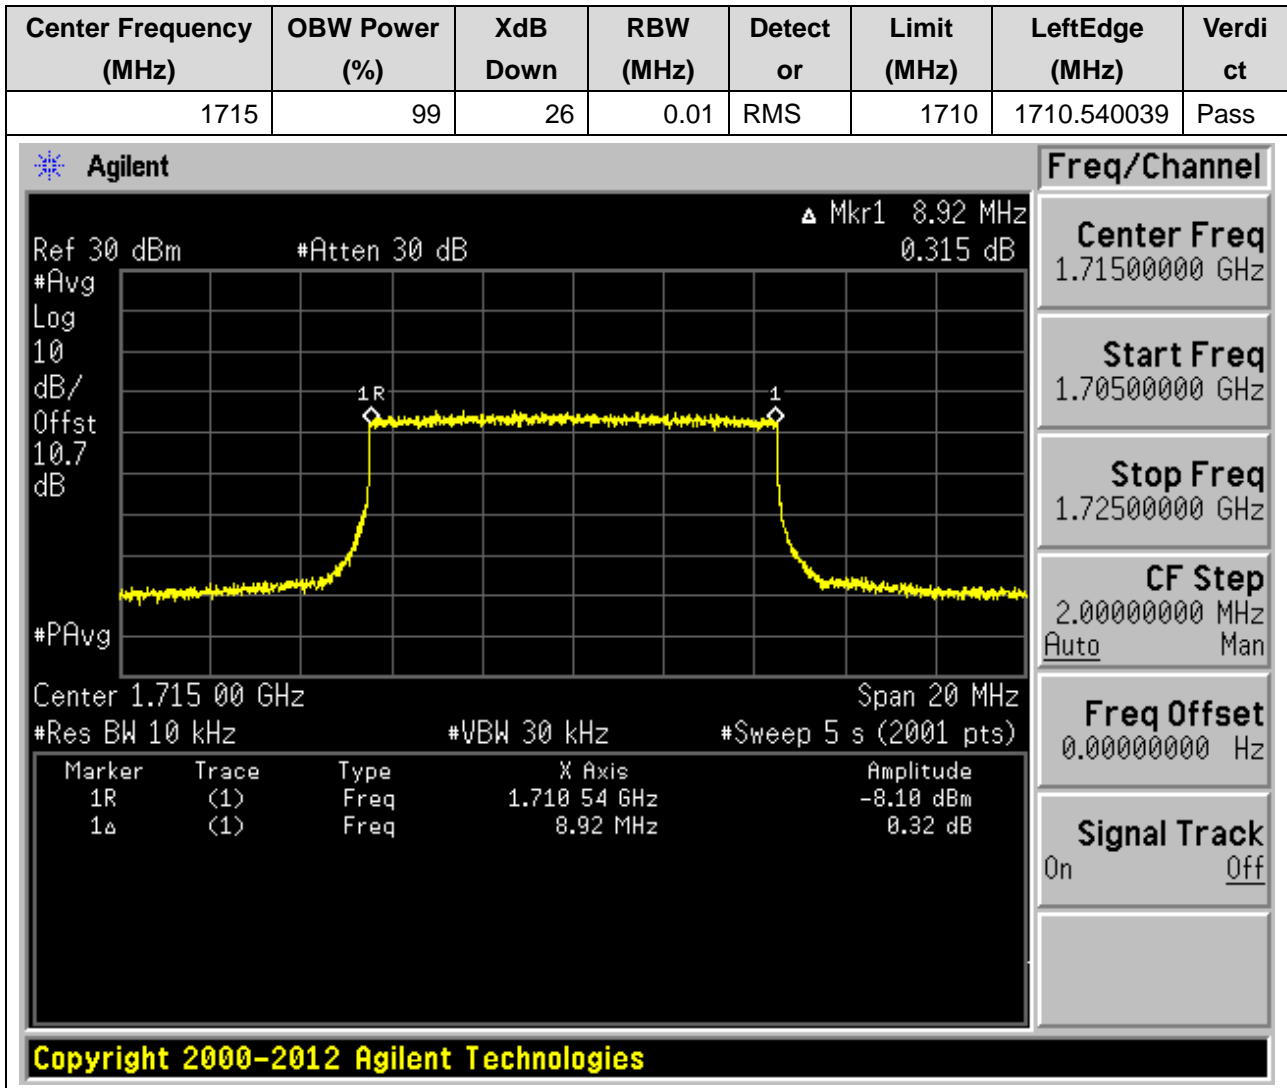 Center Frequency (MHz) OBW Power (%) XdB Down RBW (MHz) Detect or Limit (MHz) LeftEdge (MHz) Verdi ct
1715 99 26 0.01 RMS 1710 1710.540039 Pass
Agilent
Freq/Channel
Δ Mkr1 8.92 MHz
Ref 30 dBm #Atten 30 dB 0.315 dB
#Avg
Log
10
dB/
Offst
10.7
dB
#PAvg
1R
1
Center 1.715 00 GHz Span 20 MHz
#Res BW 10 kHz #VBW 30 kHz #Sweep 5 s (2001 pts)
Marker Trace Type X Axis Amplitude
1R (1) Freq 1.710 54 GHz -8.10 dBm
1Δ (1) Freq 8.92 MHz 0.32 dB
Center Freq
1.71500000 GHz
Start Freq
1.70500000 GHz
Stop Freq
1.72500000 GHz
CF Step
2.00000000 MHz
Auto Man
Freq Offset
0.00000000 Hz
Signal Track
On Off
Copyright 2000-2012 Agilent Technologies